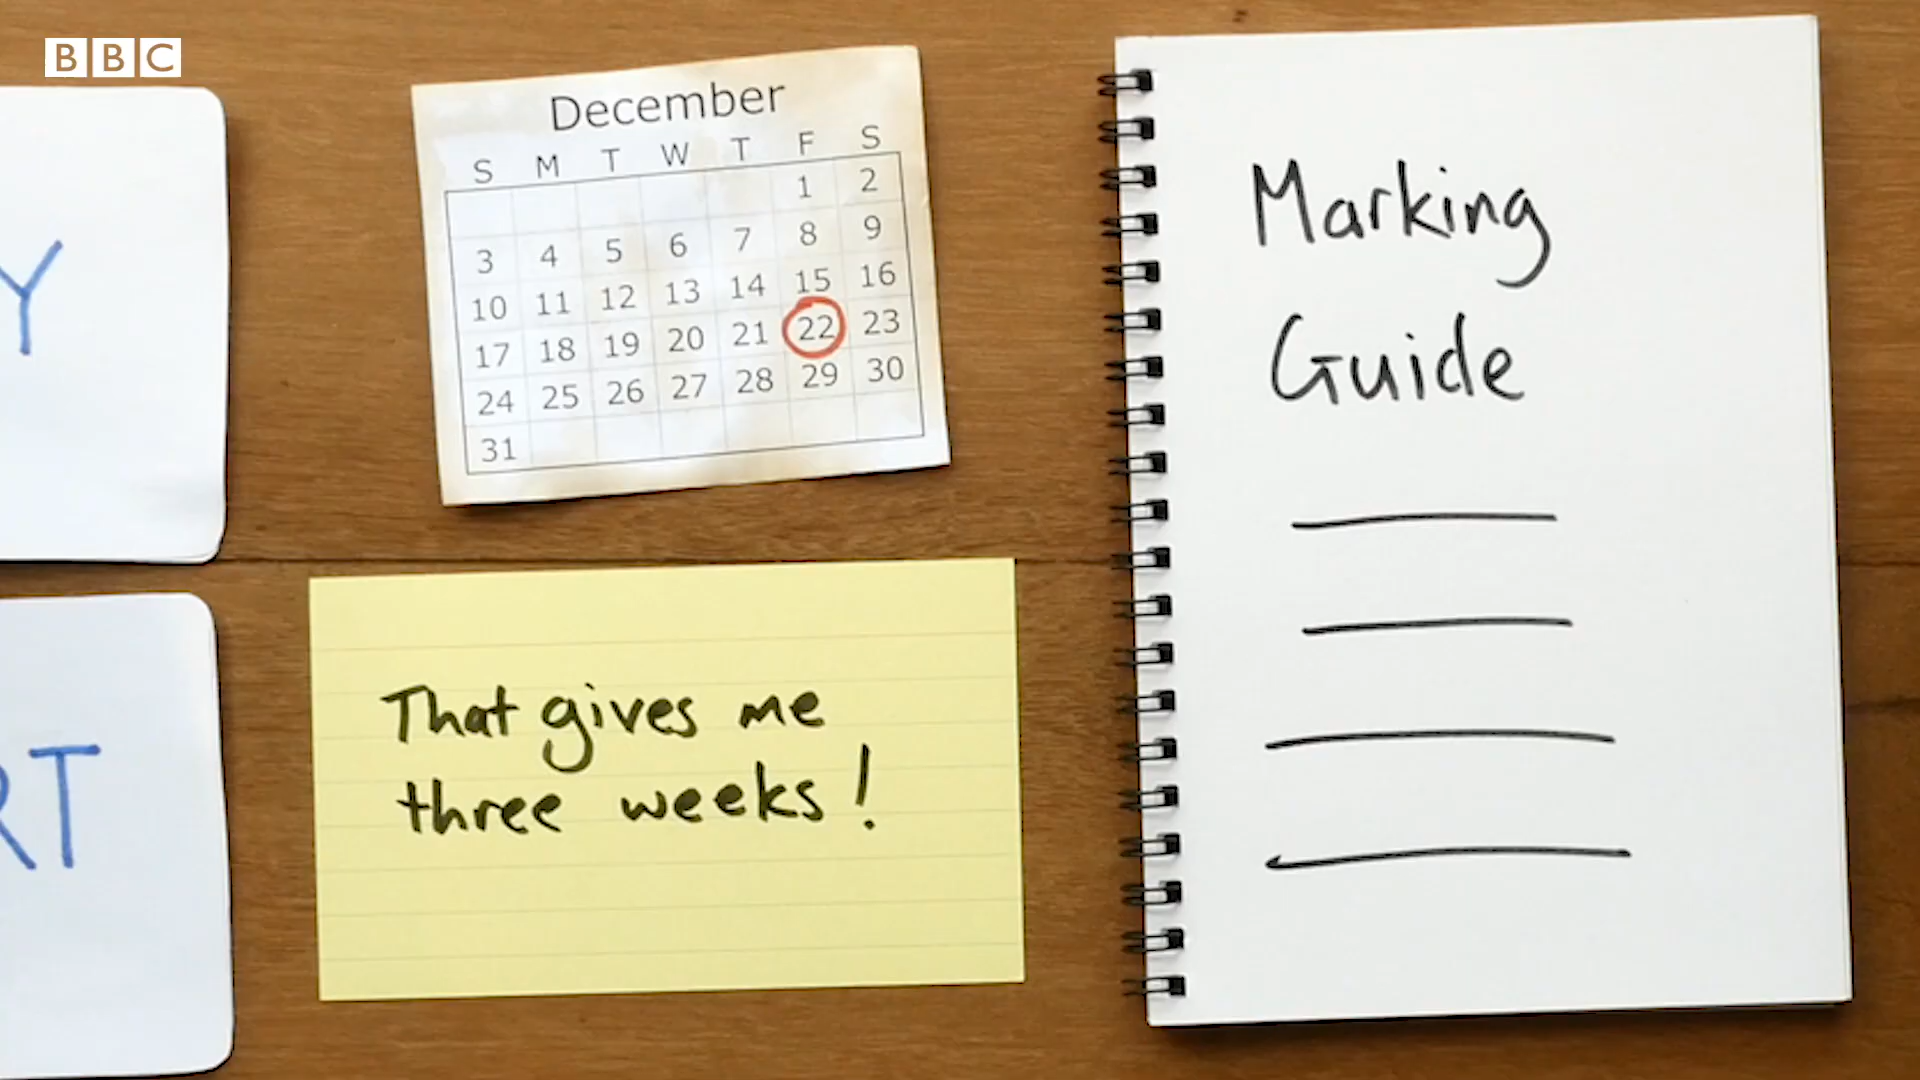 BBC
Y
RT
December
S M T W T F S
1 2
3 4 5 6 7 8 9
10 11 12 13 14 15 16
17 18 19 20 21 22 23
24 25 26 27 28 29 30
31
That gives me
three weeks!
Marking
Guide